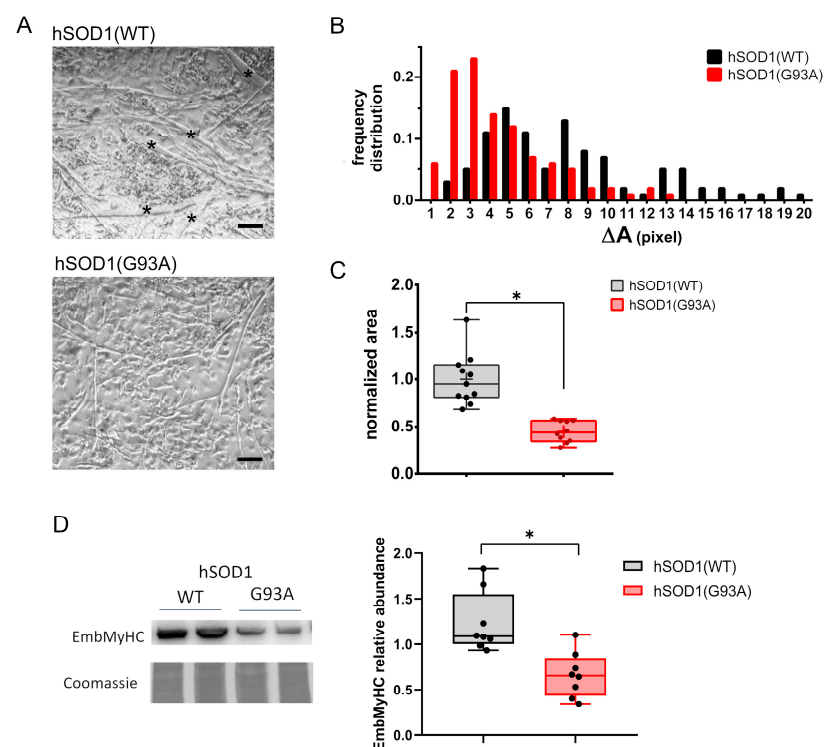 A
hSOD1(WT)
*
*
*
*
*
hSOD1(G93A)
B
hSOD1(WT)
hSOD1(G93A)
frequency
distribution
0.2
0.1
0.0
1 2 3 4 5 6 7 8 9 10 11 12 13 14 15 16 17 18 19 20
ΔA (pixel)
C
hSOD1(WT)
hSOD1(G93A)
*
normalized area
2.0
1.5
1.0
0.5
0.0
D
hSOD1
WT G93A
EmbMyHC
Coomassie
*
hSOD1(WT)
hSOD1(G93A)
EmbMyHC relative abundance
2.0
1.5
1.0
0.5
0.0